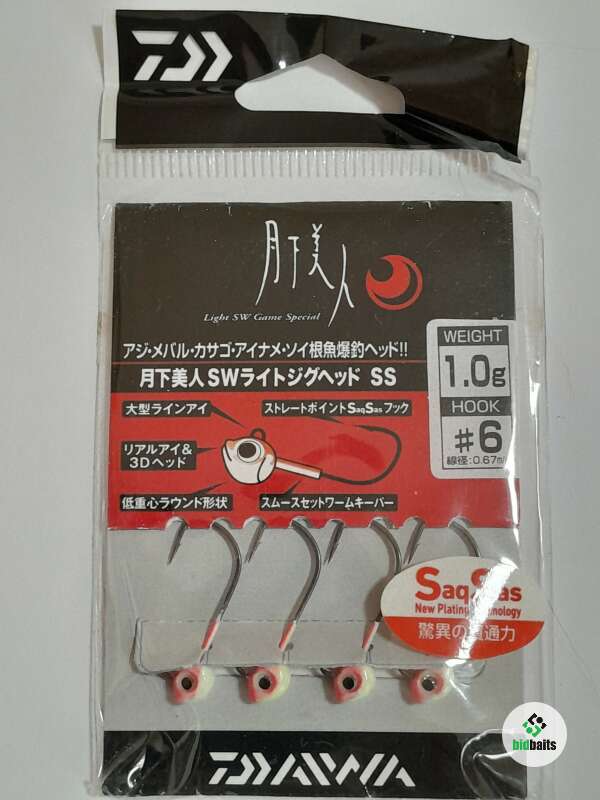 月下美人
Light SW Game Special
アジ・メバル・カサゴ・アイナメ・ソイ根魚爆釣ヘッド!!
月下美人SWライトジグヘッド SS
WEIGHT
1.0g
HOOK
♯6
線径:0.67m
大型ラインアイ
ストレートポイントSaqSasフック
リアルアイ&
3Dヘッド
低重心ラウンド形状
スムースセットワームキーパー
SaqSas
New Plating Technology
驚異の貫通力
DAIWA
bidbaits